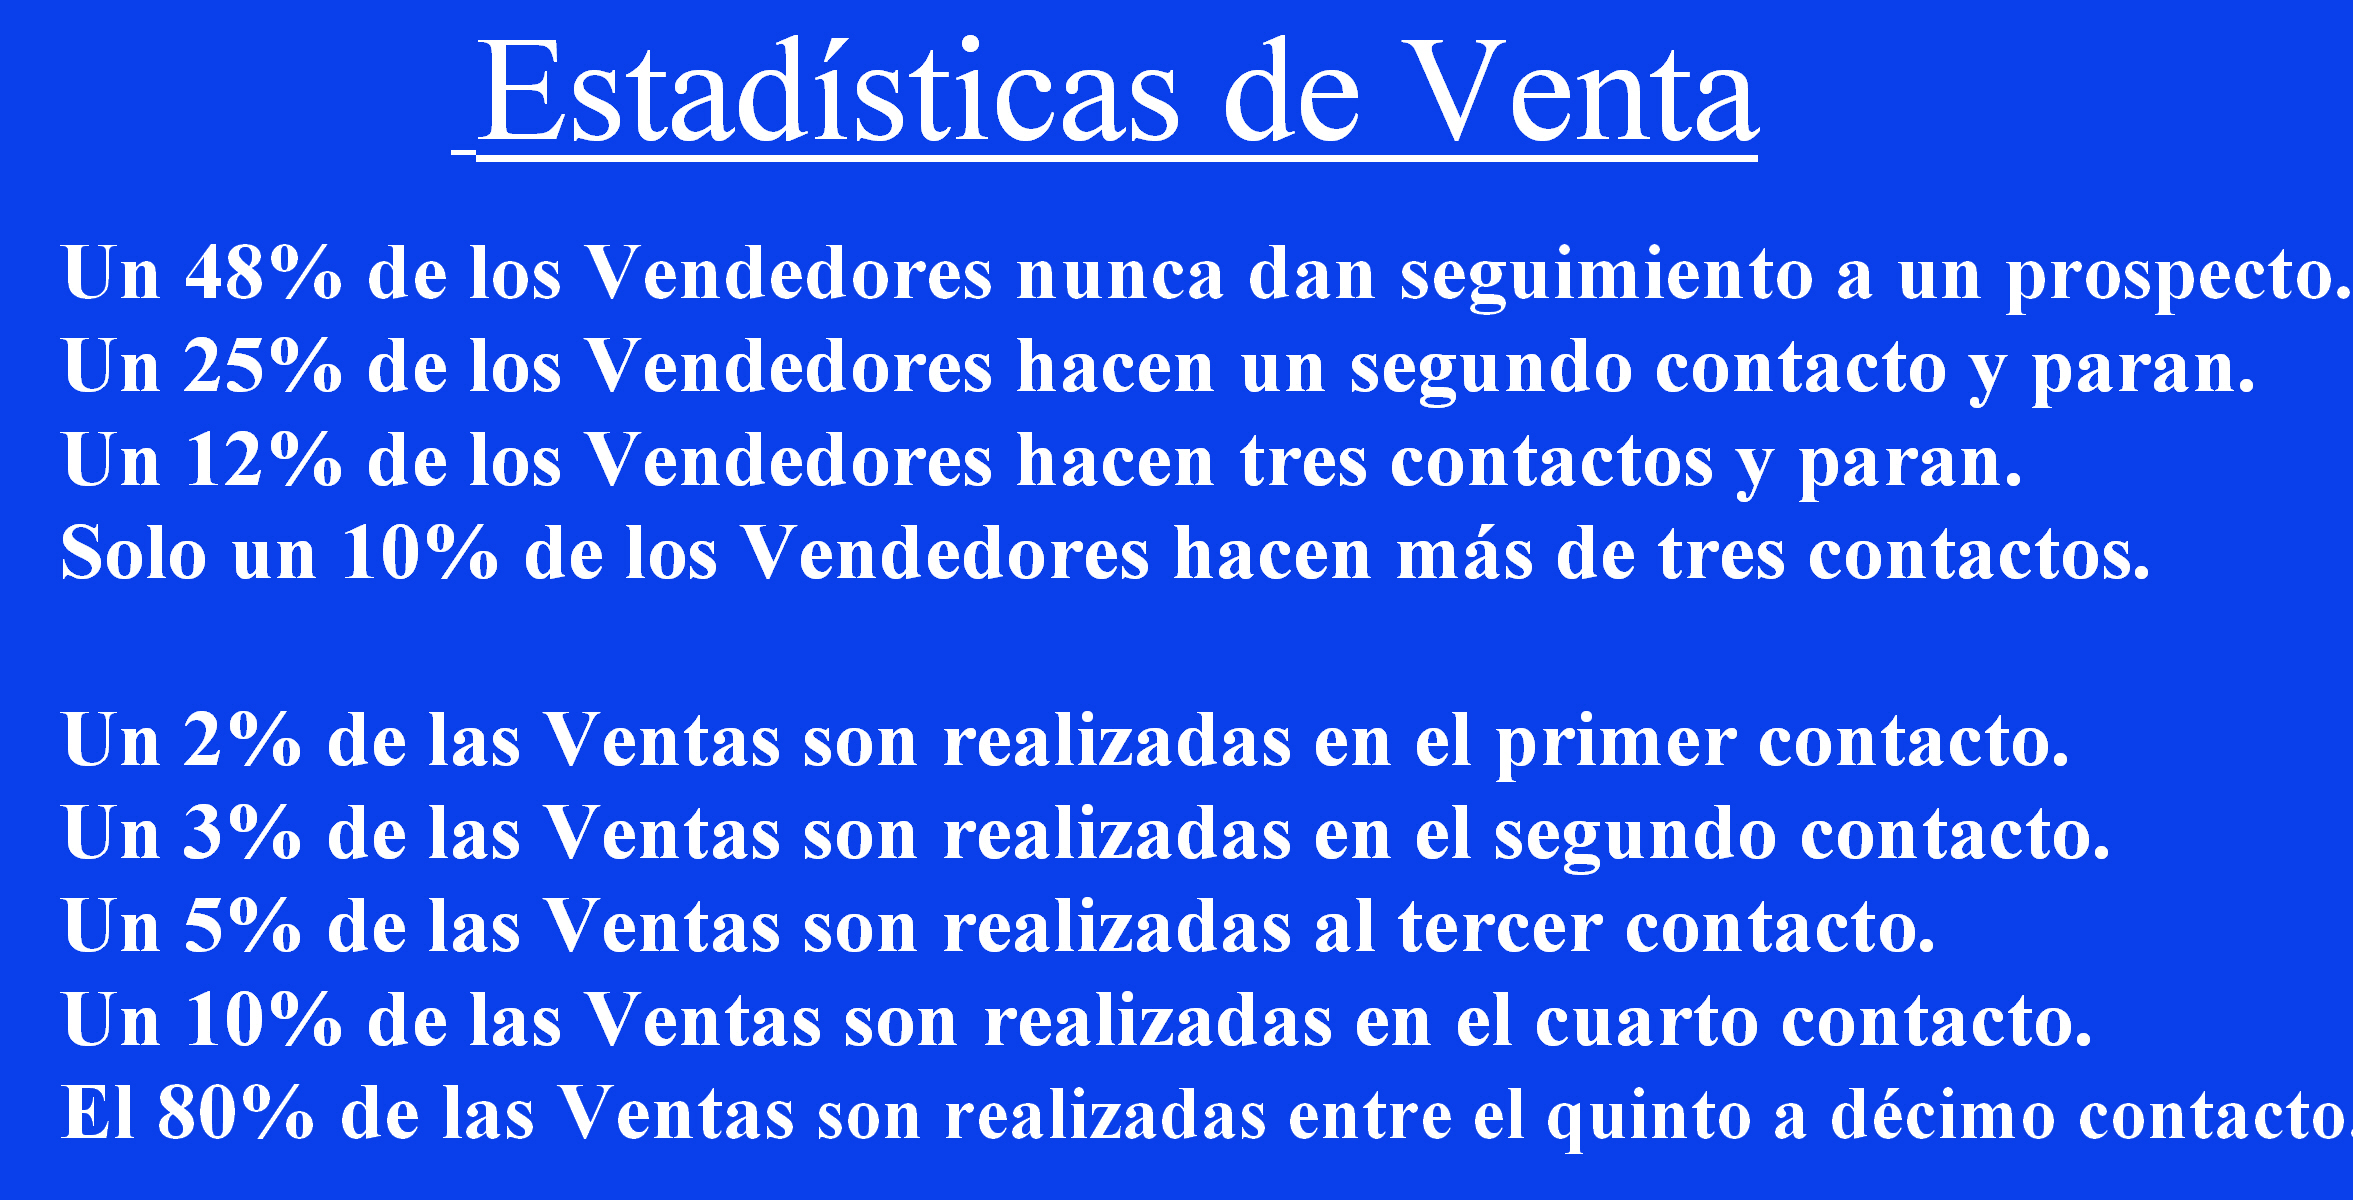 Estadísticas de Venta
Un 48% de los Vendedores nunca dan seguimiento a un prospecto.
Un 25% de los Vendedores hacen un segundo contacto y paran.
Un 12% de los Vendedores hacen tres contactos y paran.
Solo un 10% de los Vendedores hacen más de tres contactos.
Un 2% de las Ventas son realizadas en el primer contacto.
Un 3% de las Ventas son realizadas en el segundo contacto.
Un 5% de las Ventas son realizadas al tercer contacto.
Un 10% de las Ventas son realizadas en el cuarto contacto.
El 80% de las Ventas son realizadas entre el quinto a décimo contacto.